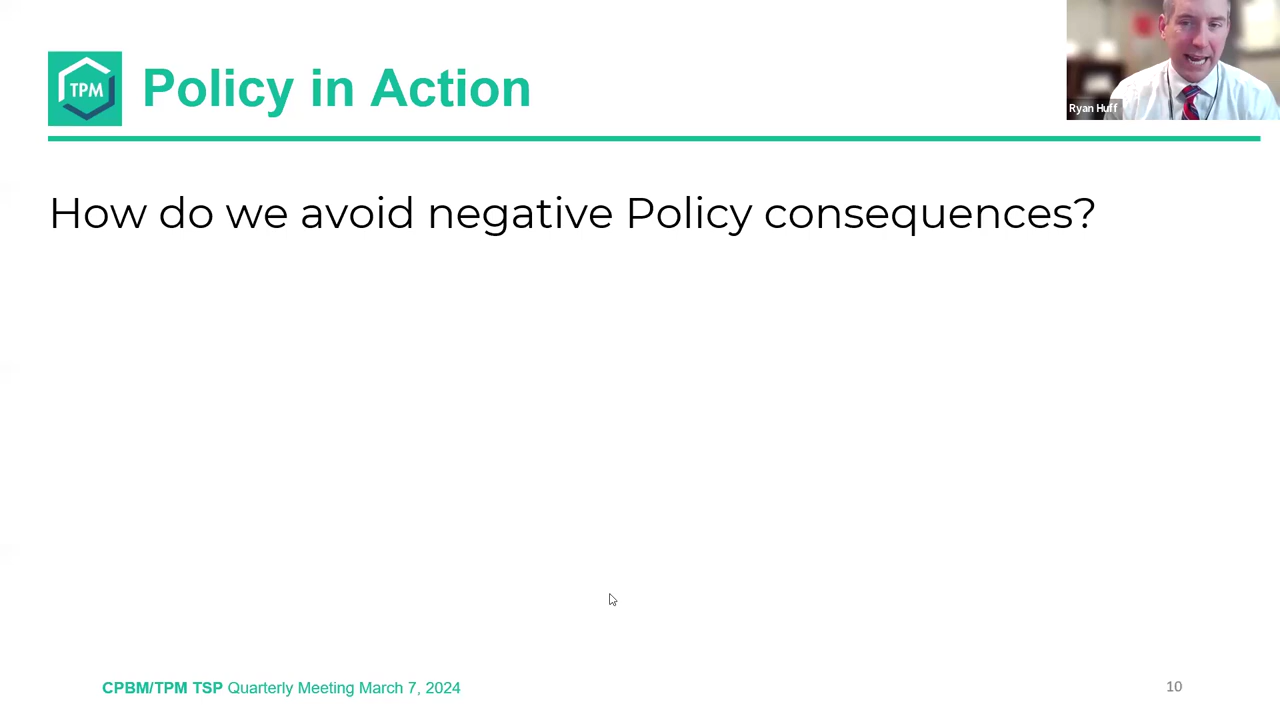 TPM
Policy in Action
Ryan Huff
How do we avoid negative Policy consequences?
CPBM/TPM TSP Quarterly Meeting March 7, 2024
10